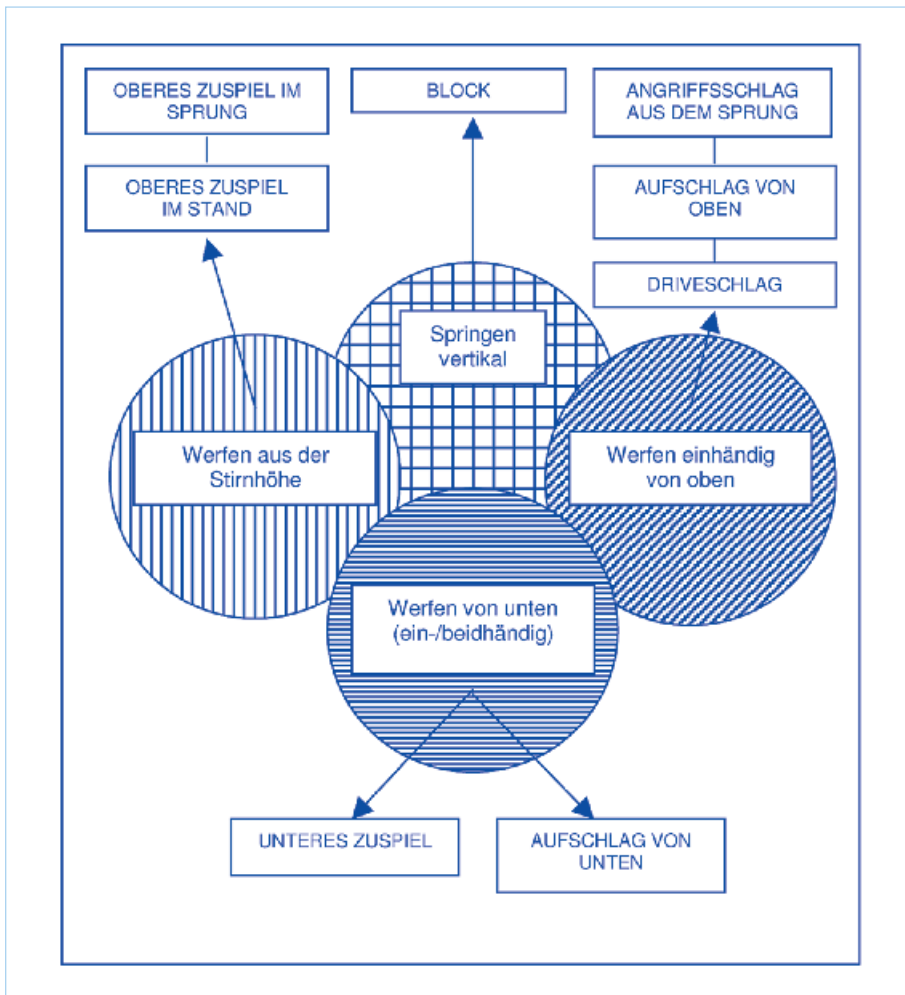 OBERES ZUSPIEL IM
SPRUNG
BLOCK
ANGRIFFSSCHLAG
AUS DEM SPRUNG
OBERES ZUSPIEL
IM STAND
AUFSCHLAG VON
OBEN
DRIVESCHLAG
Springen
vertikal
Werfen aus der
Stirnhöhe
Werfen einhändig
von oben
Werfen von unten
(ein-/beidhändig)
UNTERES ZUSPIEL
AUFSCHLAG VON
UNTEN